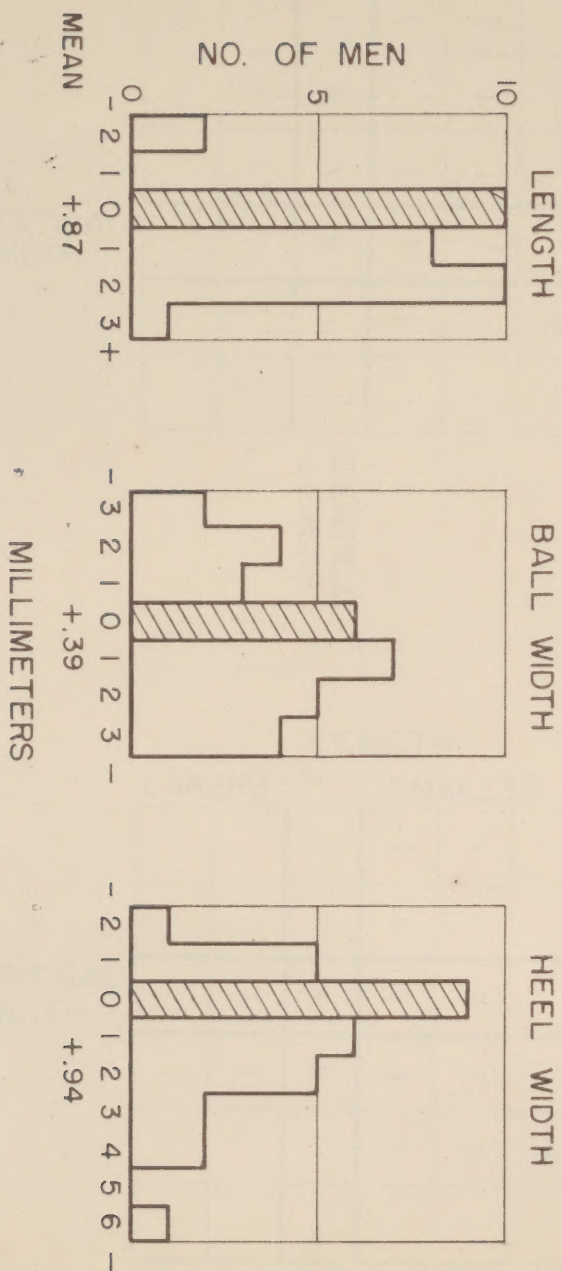 LENGTH
BALL WIDTH
HEEL WIDTH
NO. OF MEN
10
5
0
- 2 1 0 1 2 3 +
- 3 2 1 0 1 2 3 -
- 2 1 0 1 2 3 4 5 6 -
MEAN
+.87
+.39
+.94
MILLIMETERS